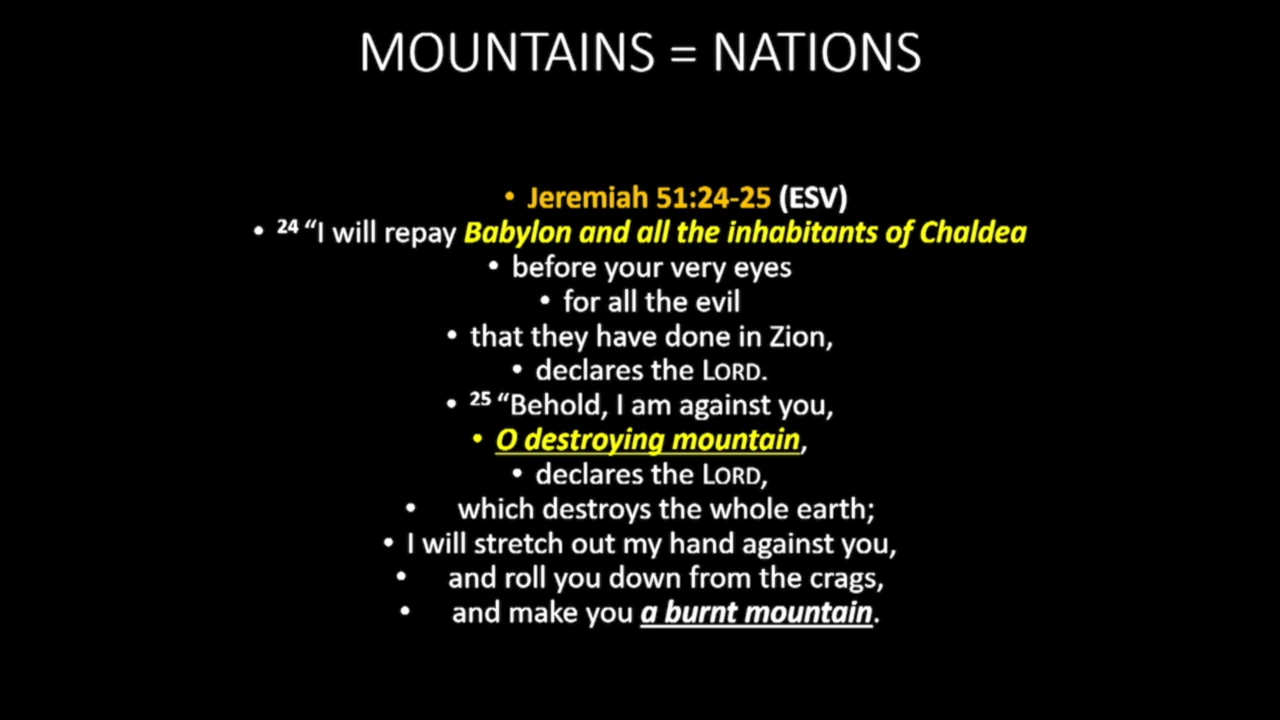 MOUNTAINS = NATIONS
• Jeremiah 51:24-25 (ESV)
• 24 “I will repay Babylon and all the inhabitants of Chaldea
• before your very eyes
• for all the evil
• that they have done in Zion,
• declares the LORD.
• 25 “Behold, I am against you,
• O destroying mountain,
• declares the LORD,
• which destroys the whole earth;
• I will stretch out my hand against you,
• and roll you down from the crags,
• and make you a burnt mountain.